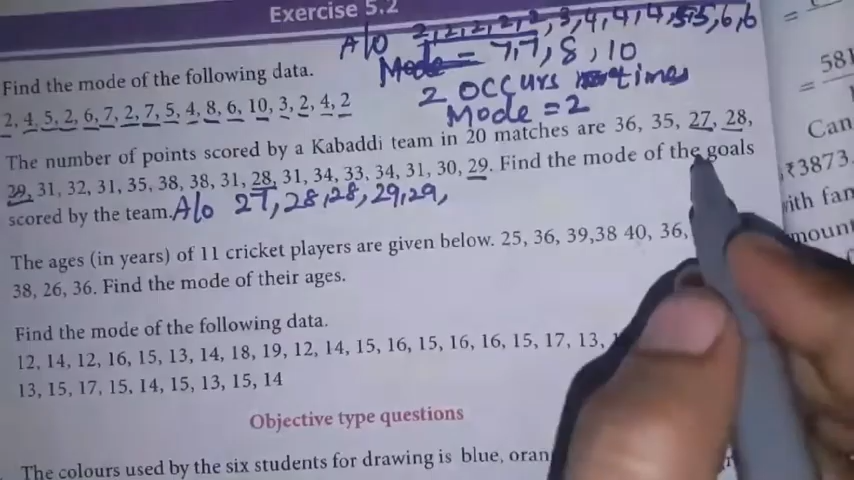 Exercise 5.2
A/o 2,2,2,2,2,3,4,4,4,5,5,6,6
Find the mode of the following data.
Mode = 7,7,8,10
2 occurs times
2, 4, 5, 2, 6, 7, 2, 7, 5, 4, 8, 6, 10, 3, 2, 4, 2
Mode = 2
The number of points scored by a Kabaddi team in 20 matches are 36, 35, 27, 28,
29, 31, 32, 31, 35, 38, 38, 31, 28, 31, 34, 33, 34, 31, 30, 29. Find the mode of the goals
scored by the team. A/o 27, 28, 28, 29, 29,
The ages (in years) of 11 cricket players are given below. 25, 36, 39,38 40, 36,
38, 26, 36. Find the mode of their ages.
Find the mode of the following data.
12, 14, 12, 16, 15, 13, 14, 18, 19, 12, 14, 15, 16, 15, 16, 16, 15, 17, 13,
13, 15, 17, 15, 14, 15, 13, 15, 14
Objective type questions
The colours used by the six students for drawing is blue,
=
581
=
Can
₹3873.
with fam
mount